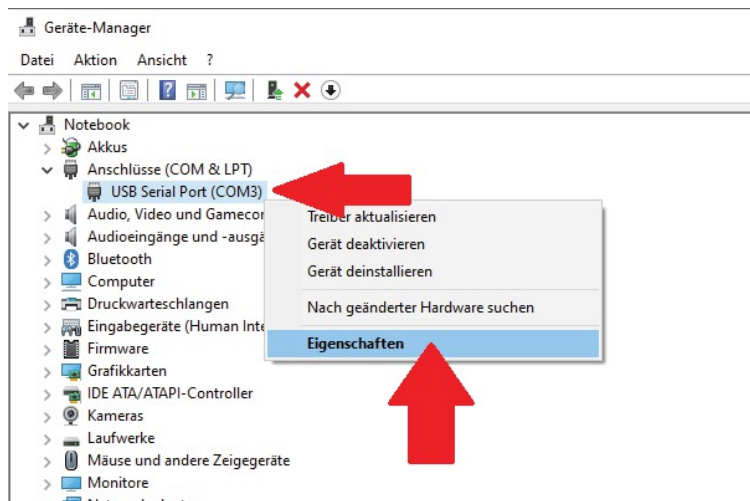 Geräte-Manager
Datei Aktion Ansicht ?
Notebook
Akkus
Anschlüsse (COM & LPT)
USB Serial Port (COM3)
Audio, Video und Gamecor
Audioeingänge und -ausgä
Bluetooth
Computer
Druckwarteschlangen
Eingabegeräte (Human Inte
Firmware
Grafikkarten
IDE ATA/ATAPI-Controller
Kameras
Laufwerke
Mäuse und andere Zeigegeräte
Monitore
Treiber aktualisieren
Gerät deaktivieren
Gerät deinstallieren
Nach geänderter Hardware suchen
Eigenschaften